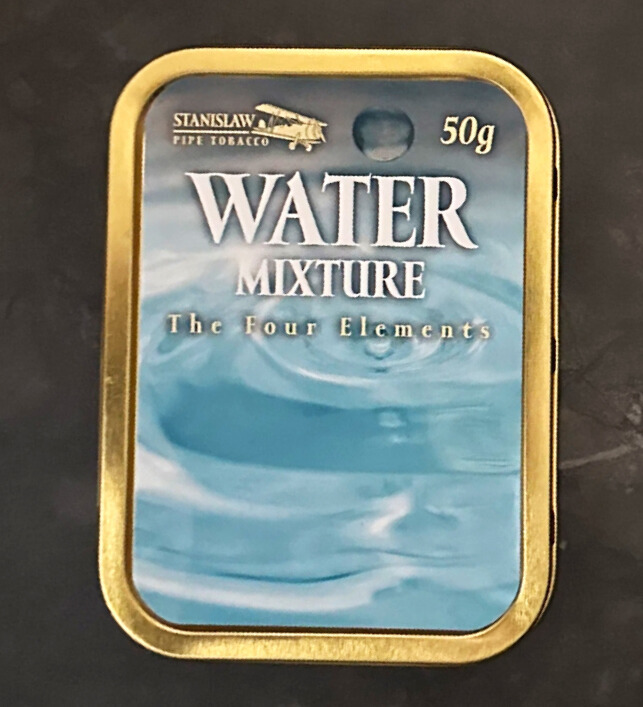 STANISLAW
PIPE TOBACCO
50g
WATER
MIXTURE
The Four Elements